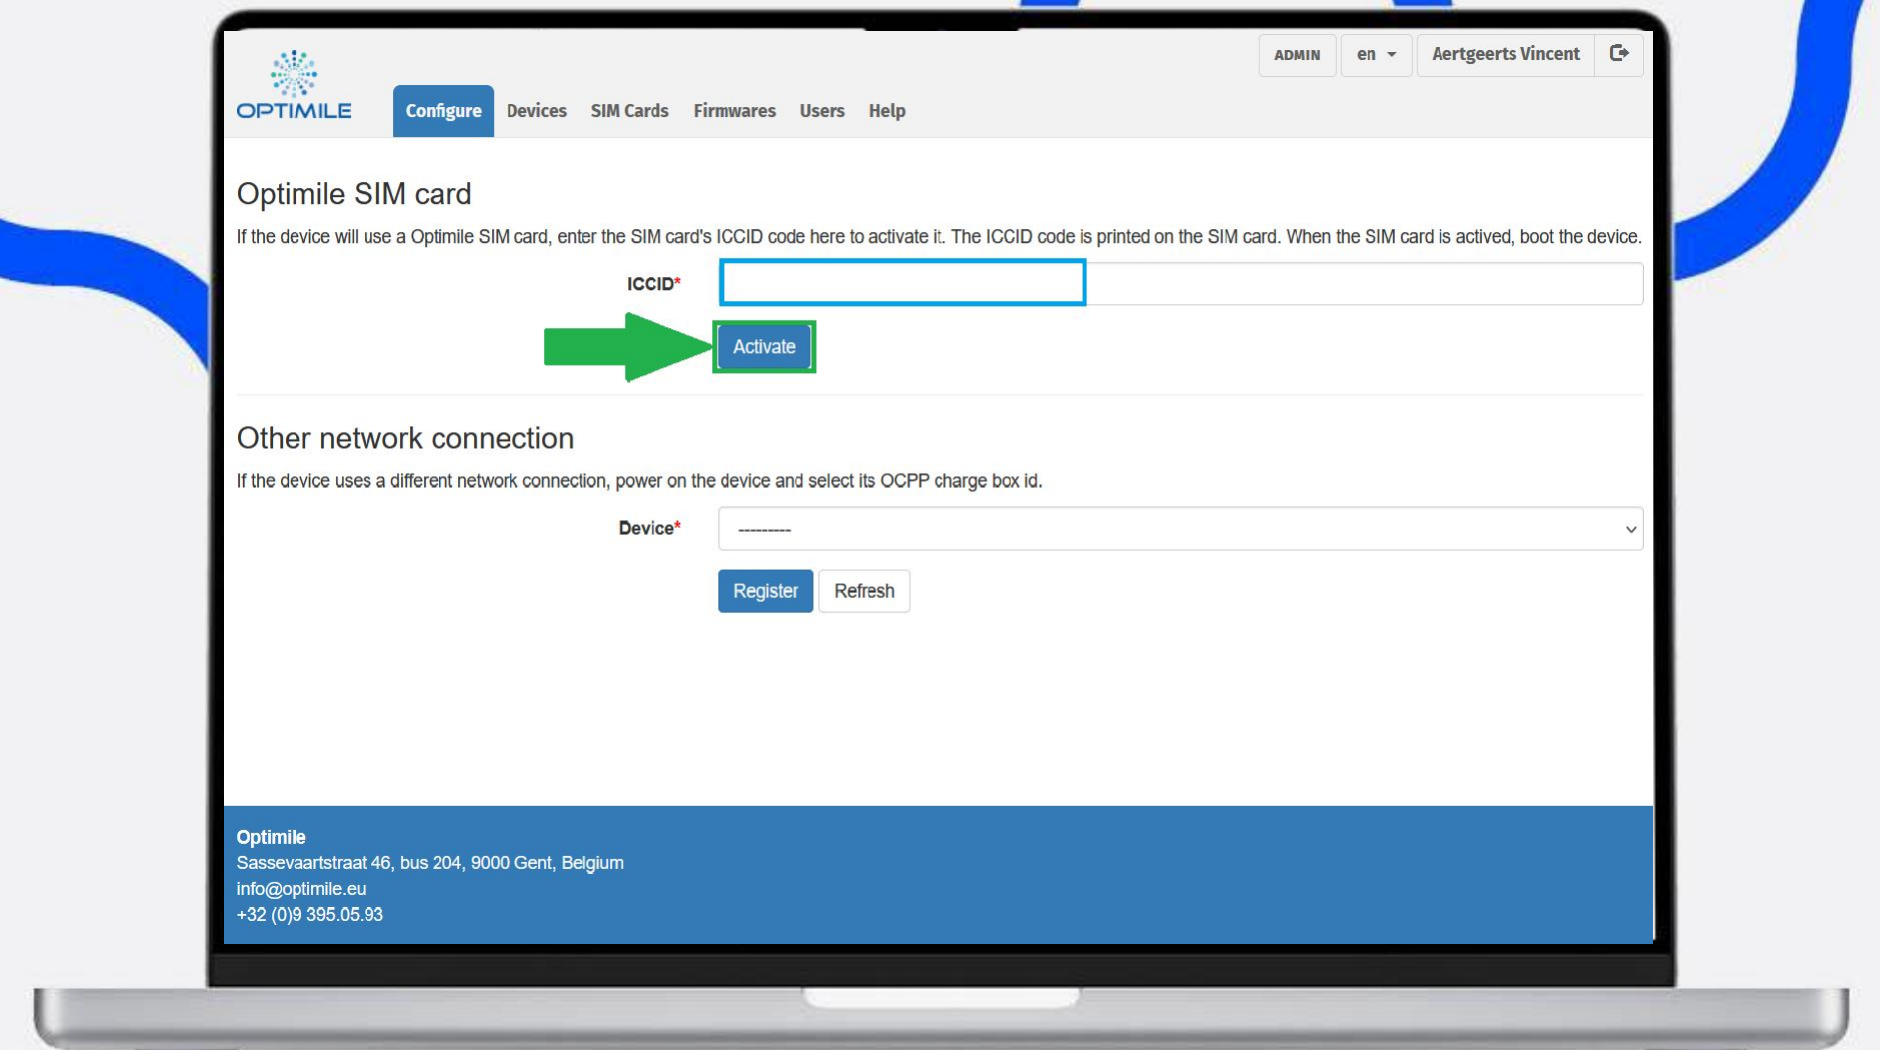 ADMIN en Aertgeerts Vincent
OPTIMILE
Configure Devices SIM Cards Firmwares Users Help
Optimile SIM card
If the device will use a Optimile SIM card, enter the SIM card's ICCID code here to activate it. The ICCID code is printed on the SIM card. When the SIM card is actived, boot the device.
ICCID*
Activate
Other network connection
If the device uses a different network connection, power on the device and select its OCPP charge box id.
Device* ---------
Register Refresh
Optimile
Sassevaartstraat 46, bus 204, 9000 Gent, Belgium
info@optimile.eu
+32 (0)9 395.05.93